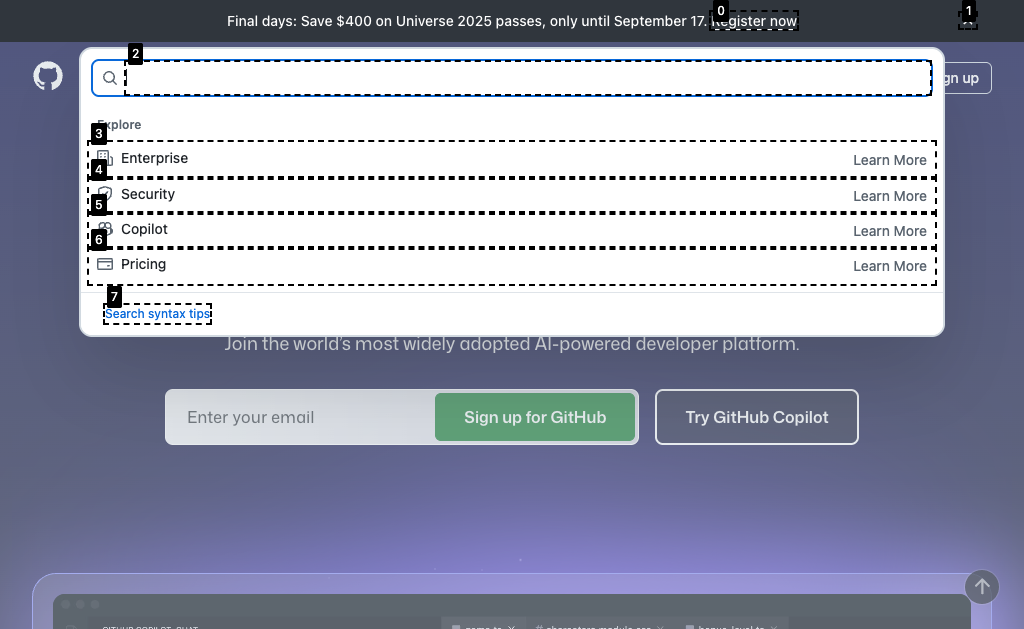 Final days: Save $400 on Universe 2025 passes, only until September 17. Register now
0
1
2
gn up
Explore
3
Enterprise
Learn More
4
Security
Learn More
5
Copilot
Learn More
6
Pricing
Learn More
7
Search syntax tips
Join the world's most widely adopted AI-powered developer platform.
Enter your email
Sign up for GitHub
Try GitHub Copilot